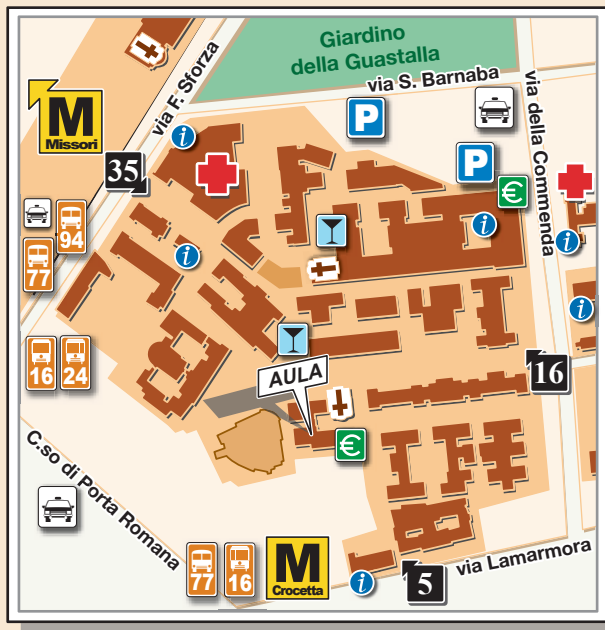 Giardino
della Guastalla
via F. Sforza
via S. Barnaba
via della Commenda
M
Missori
P
i
35
P
€
94
77
i
i
i
i
16
24
16
AULA
€
C.so di Porta Romana
77
16
M
Crocetta
i
5
via Lamarmora